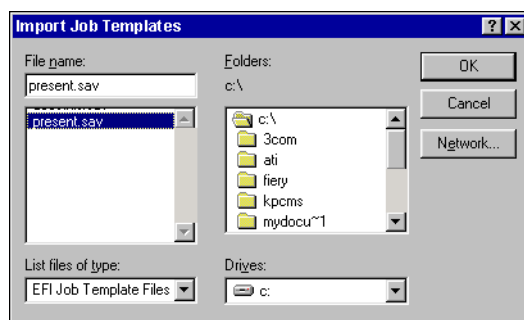 Import Job Templates
File name:
present.sav
present.sav
List files of type:
EFI Job Template Files
Folders:
c:\
c:\
3com
ati
fiery
kpcms
mydocu~1
Drives:
c:
OK
Cancel
Network...